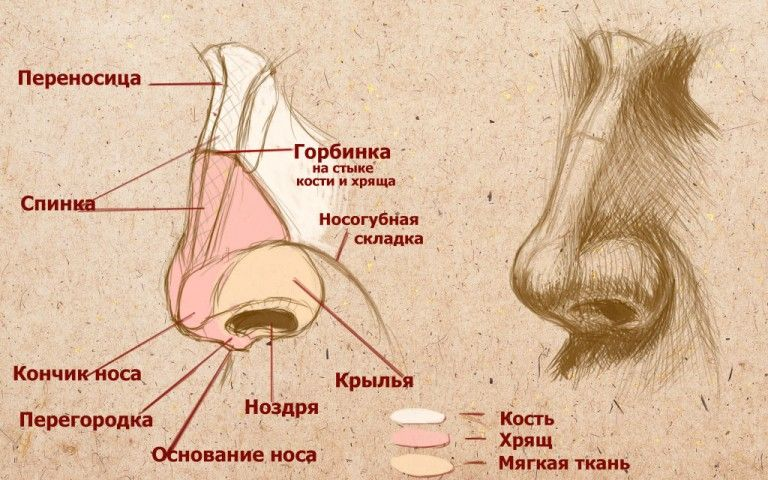 Переносица
Горбинка
на стыке
кости и хряща
Спинка
Носогубная
складка
Кончик носа
Крылья
Перегородка
Ноздря
Основание носа
Кость
Хрящ
Мягкая ткань